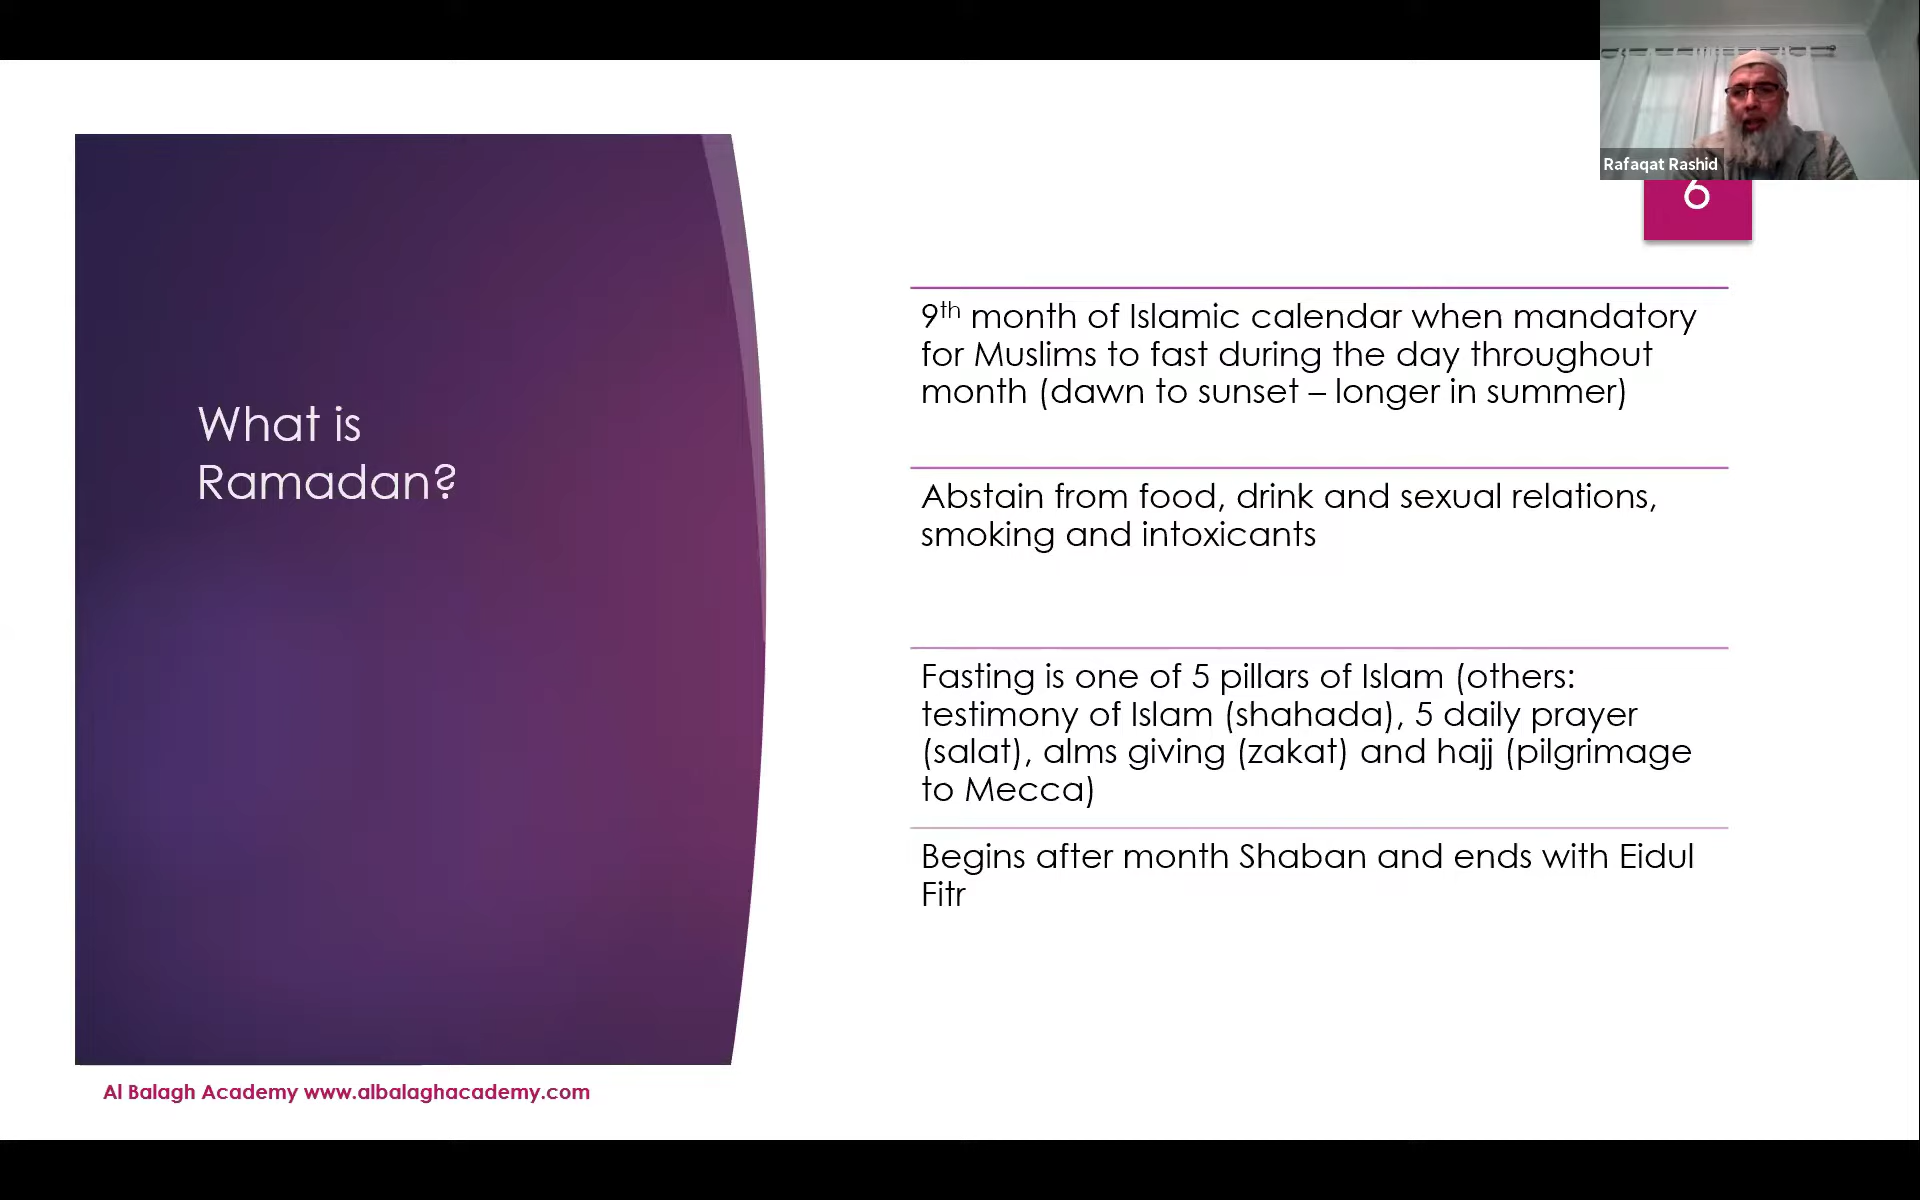 Rafaqat Rashid
6
What is
Ramadan?
9th month of Islamic calendar when mandatory
for Muslims to fast during the day throughout
month (dawn to sunset – longer in summer)
Abstain from food, drink and sexual relations,
smoking and intoxicants
Fasting is one of 5 pillars of Islam (others:
testimony of Islam (shahada), 5 daily prayer
(salat), alms giving (zakat) and hajj (pilgrimage
to Mecca)
Begins after month Shaban and ends with Eidul
Fitr
Al Balagh Academy www.albalaghacademy.com